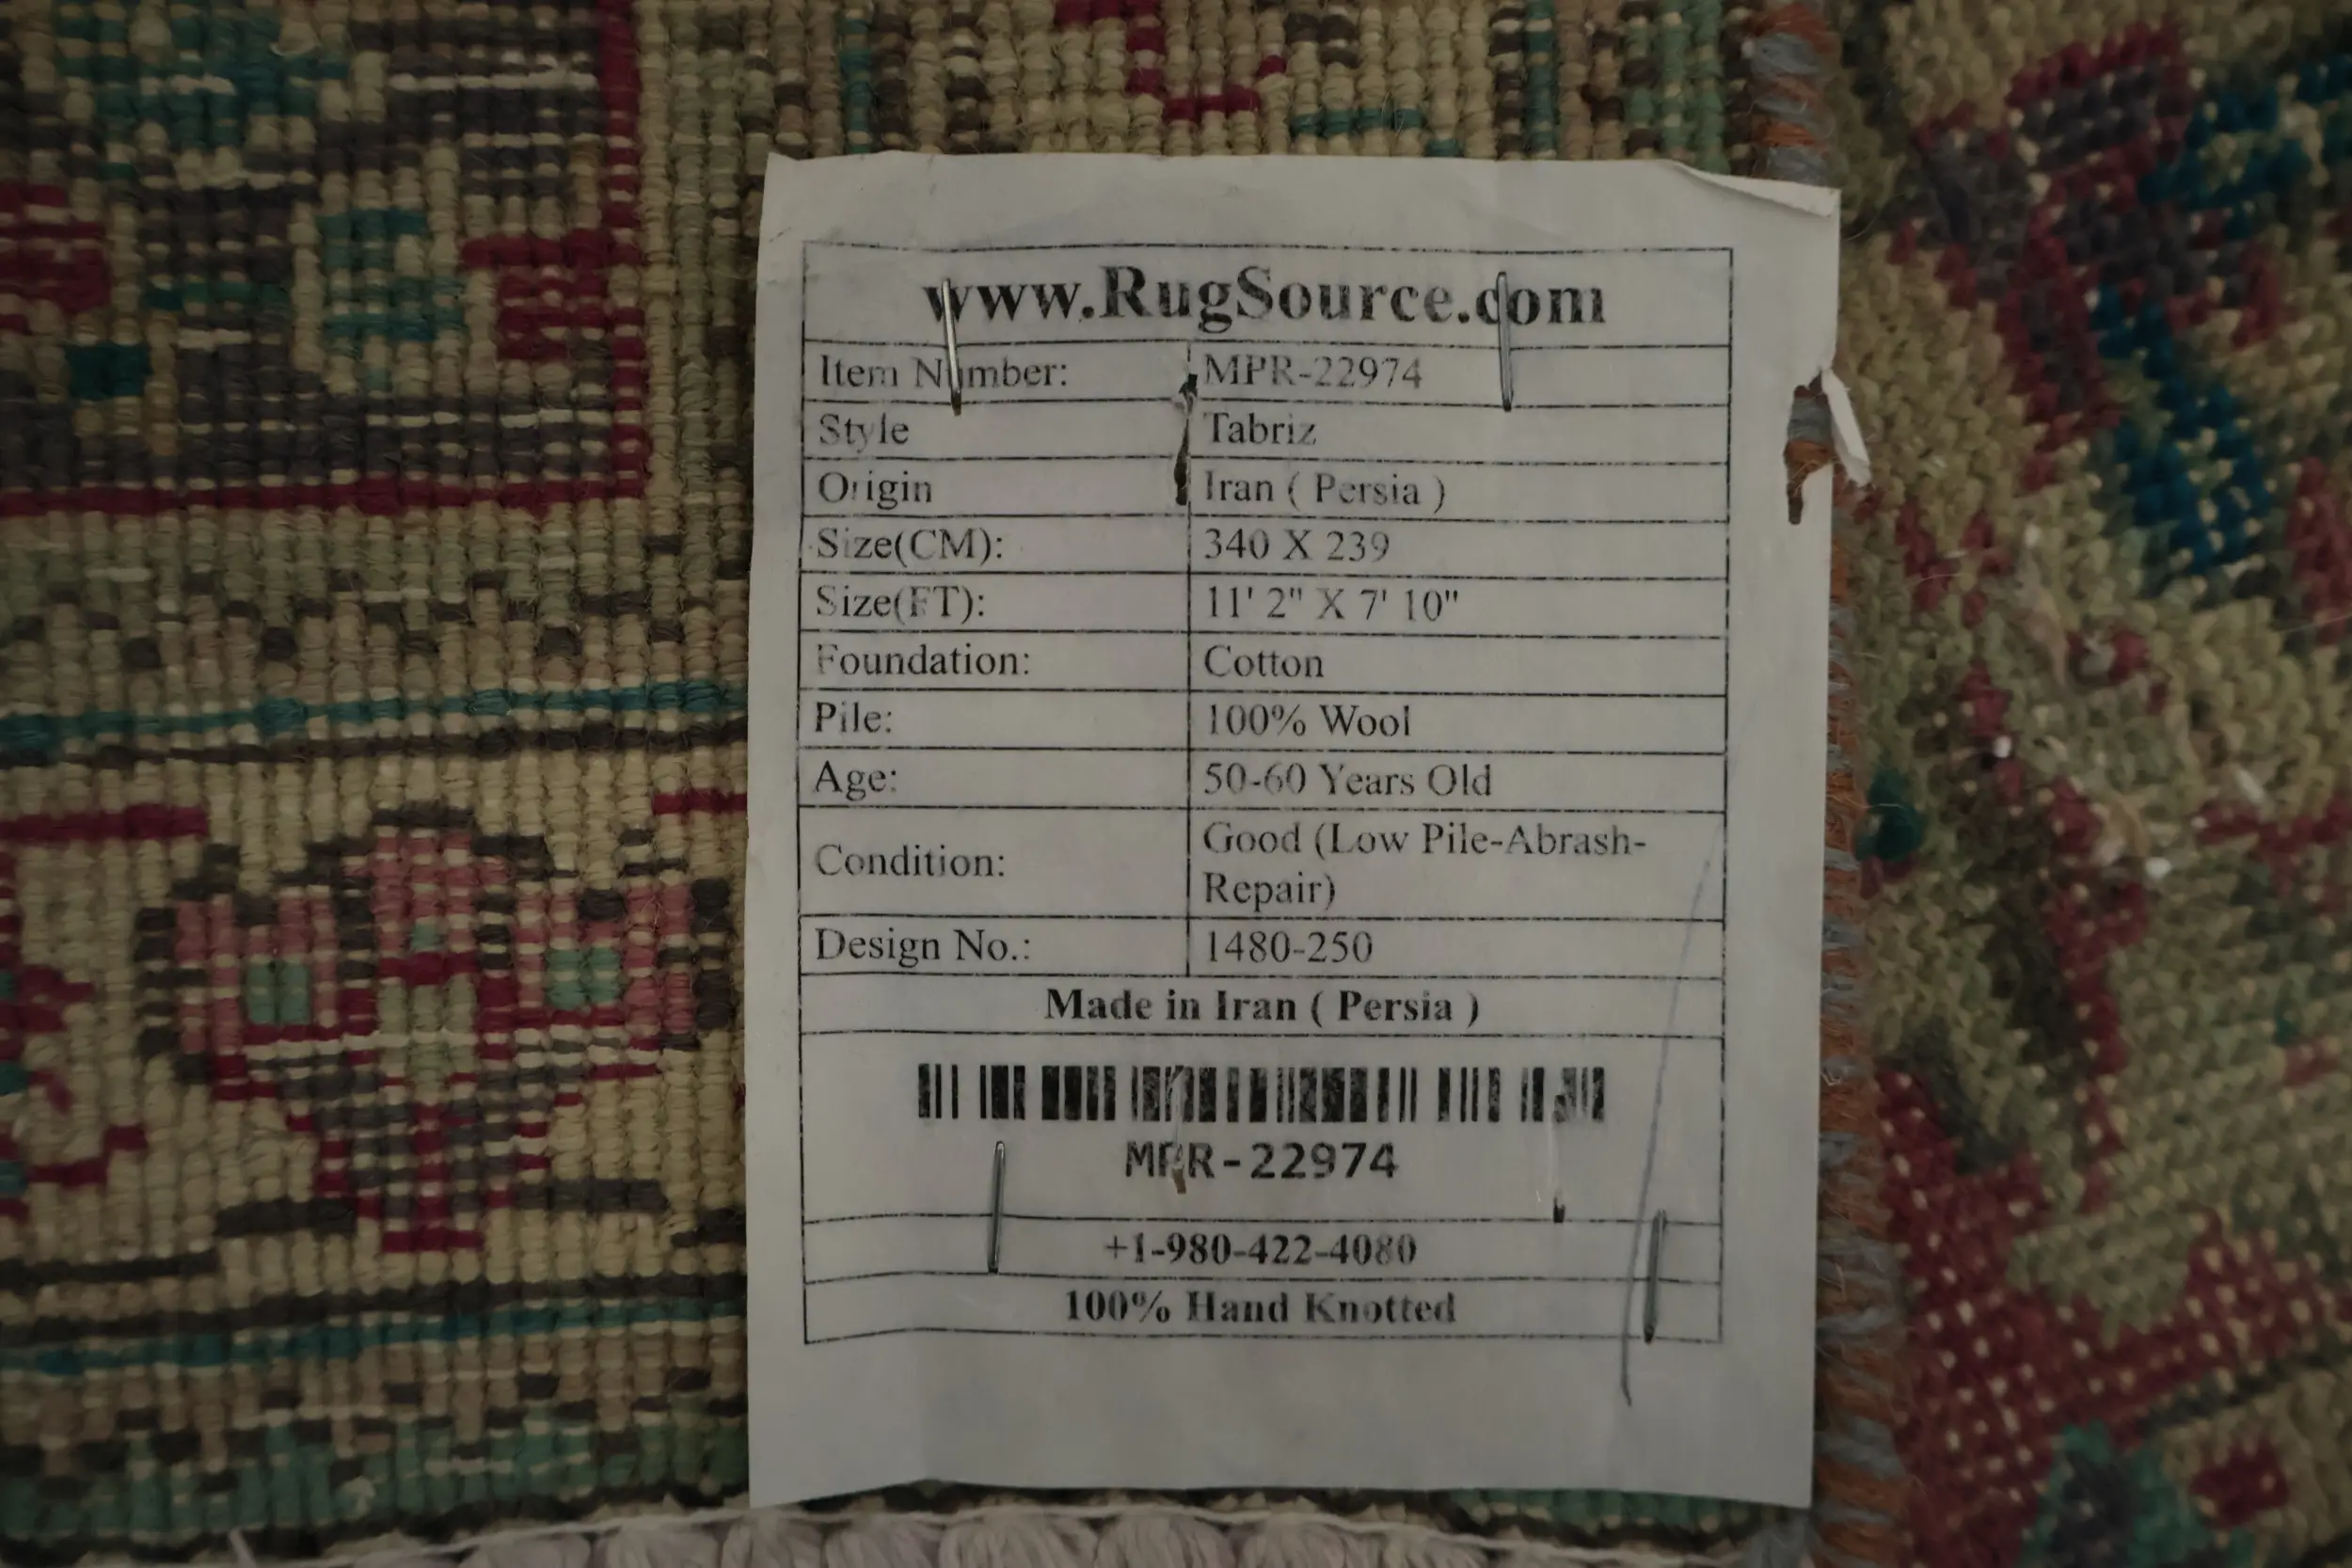 www.RugSource.com
Item Number: MPR-22974
Style Tabriz
Origin Iran ( Persia )
Size(CM): 340 X 239
Size(FT): 11' 2" X 7' 10"
Foundation: Cotton
Pile: 100% Wool
Age: 50-60 Years Old
Condition: Good (Low Pile-Abrash-
Repair)
Design No.: 1480-250
Made in Iran ( Persia )
MPR-22974
+1-980-422-4080
100% Hand Knotted